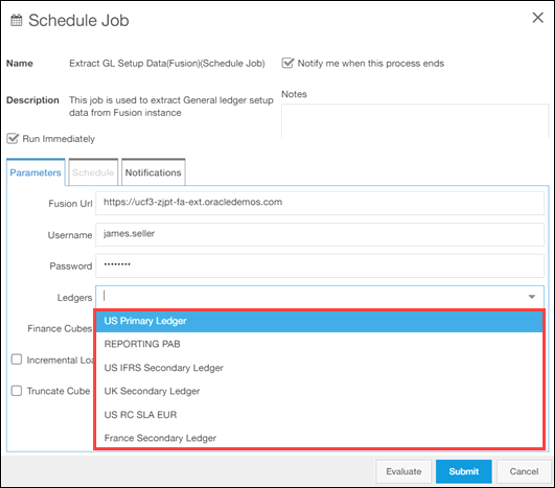 Schedule Job
Name Extract GL Setup Data(Fusion)(Schedule Job) Notify me when this process ends
Notes
Description This job is used to extract General ledger setup
data from Fusion instance
Run Immediately
Parameters Schedule Notifications
Fusion Url https://ucf3-zjpt-fa-ext.oracledemos.com
Username james.seller
Password ••••••••
Ledgers
US Primary Ledger
Finance Cubes
REPORTING PAB
Incremental Loa
US IFRS Secondary Ledger
Truncate Cube
UK Secondary Ledger
US RC SLA EUR
France Secondary Ledger
Evaluate Submit Cancel